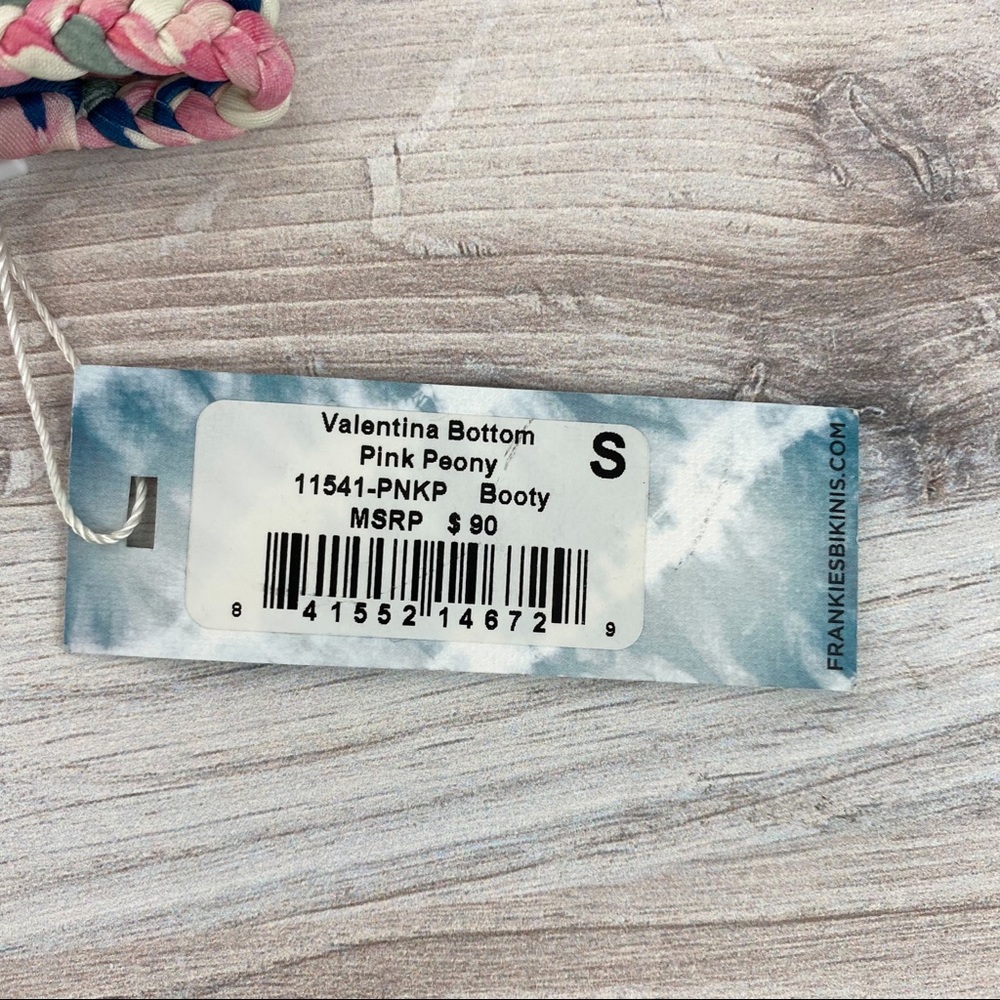 Valentina Bottom
Pink Peony
S
11541-PNKP Booty
MSRP $ 90
8 41552 14672 9
FRANKIESBIKINIS.COM